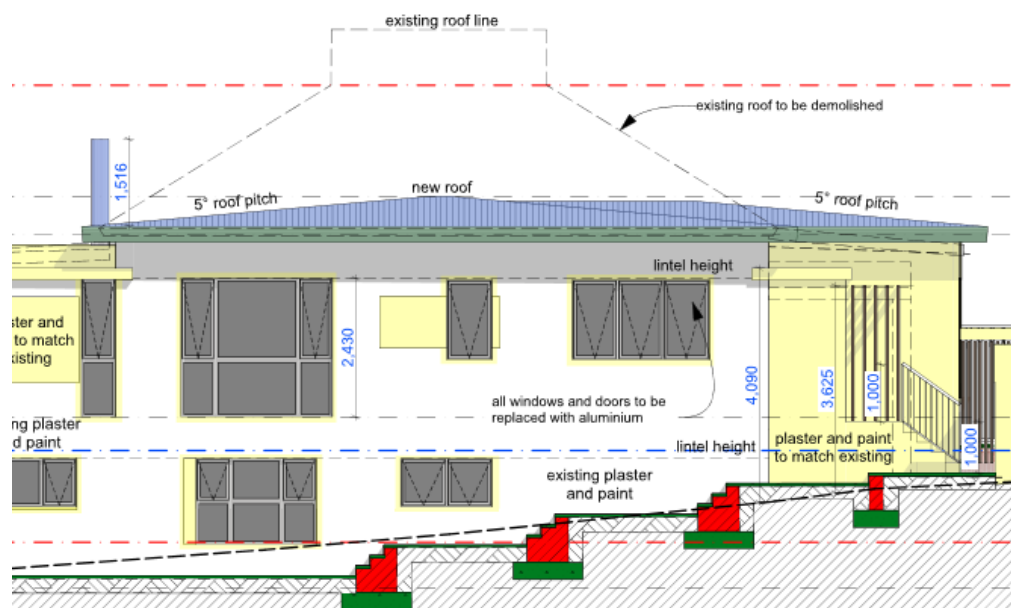 existing roof line
existing roof to be demolished
1,516
5° roof pitch
new roof
5° roof pitch
lintel height
ster and
to match
xisting
2,430
4,090
3,625
1,000
all windows and doors to be
replaced with aluminium
ng plaster
d paint
lintel height
plaster and paint
to match existing
1,000
existing plaster
and paint